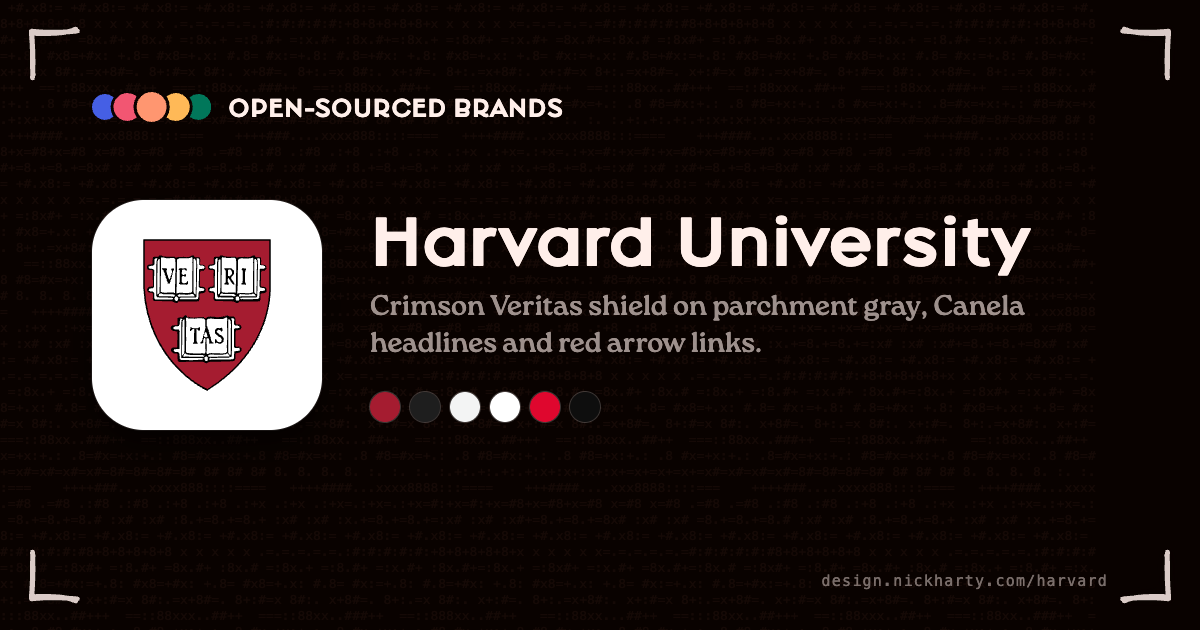 OPEN-SOURCED BRANDS
VE RI
TAS
Harvard University
Crimson Veritas shield on parchment gray, Canela
headlines and red arrow links.
design.nickharty.com/harvard